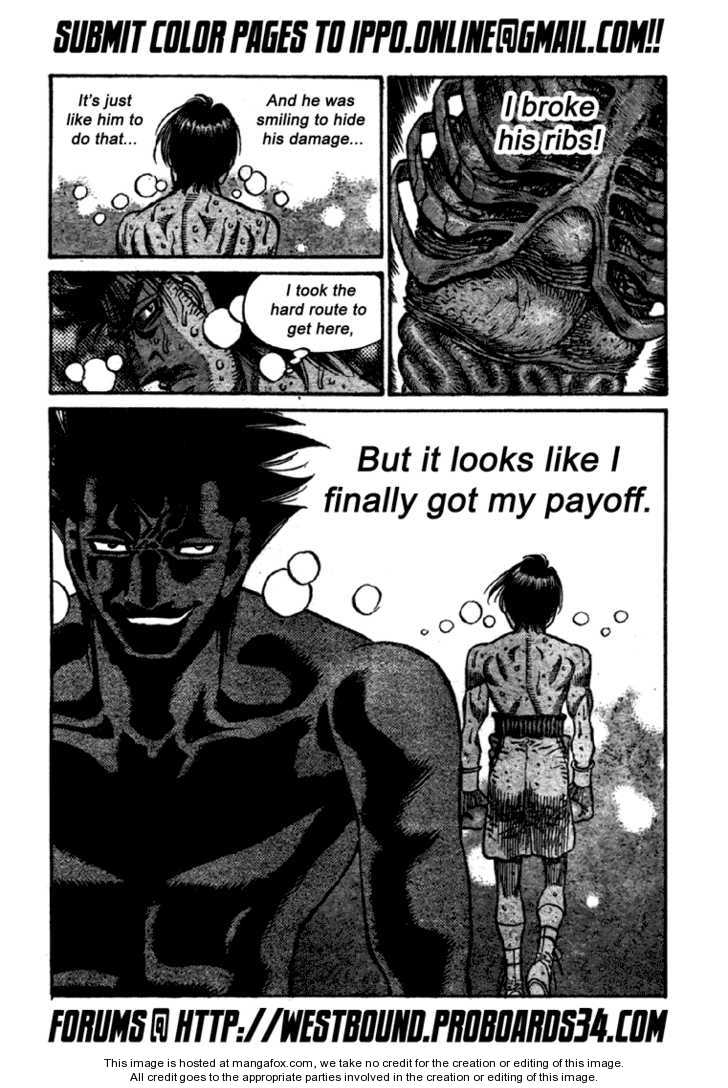 SUBMIT COLOR PAGES TO IPPO.ONLINE@GMAIL.COM!!
It's just
like him to
do that...
And he was
smiling to hide
his damage...
I broke
his ribs!
I took the
hard route to
get here,
But it looks like I
finally got my payoff.
FORUMS @ HTTP://WESTBOUND.PROBOARDS34.COM
This image is hosted at mangafox.com, we take no credit for the creation or editing of this image.
All credit goes to the appropriate parties involved in the creation or editing of this image.